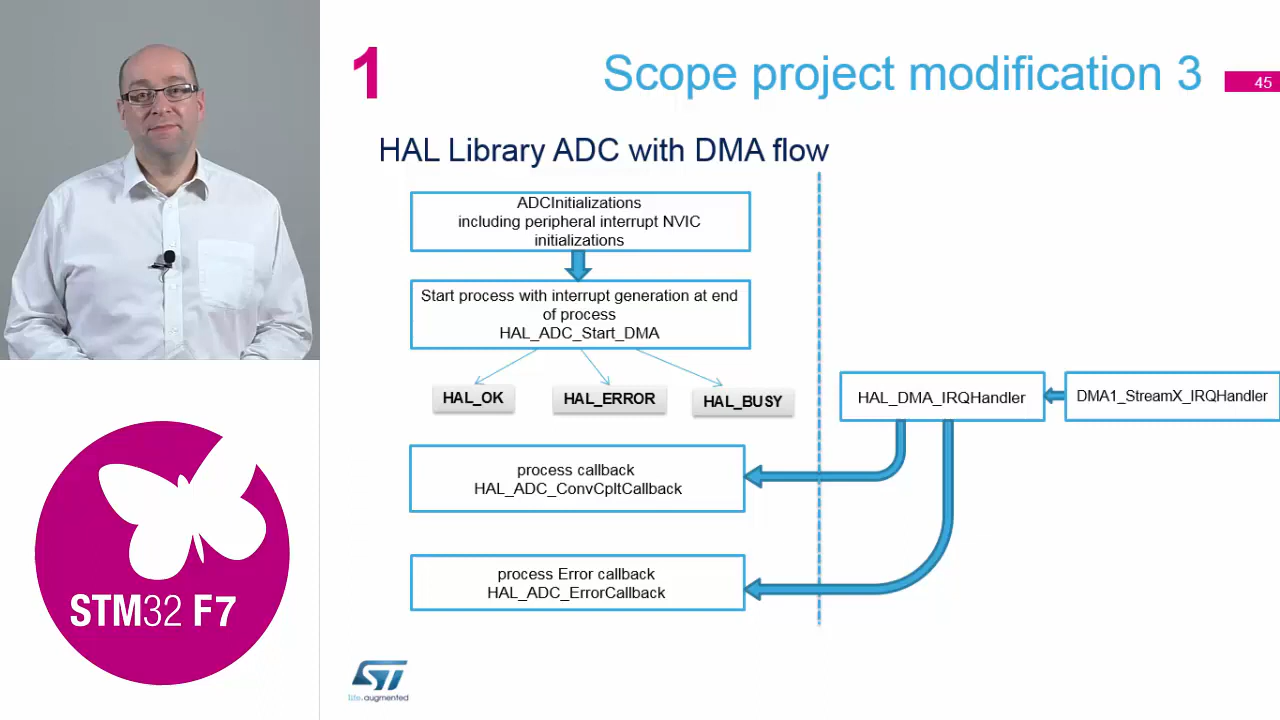 1
Scope project modification 3
45
HAL Library ADC with DMA flow
ADCInitializations
including peripheral interrupt NVIC
initializations
Start process with interrupt generation at end
of process
HAL_ADC_Start_DMA
HAL_OK
HAL_ERROR
HAL_BUSY
HAL_DMA_IRQHandler
DMA1_StreamX_IRQHandler
process callback
HAL_ADC_ConvCpltCallback
process Error callback
HAL_ADC_ErrorCallback
STM32 F7
ST
life.augmented